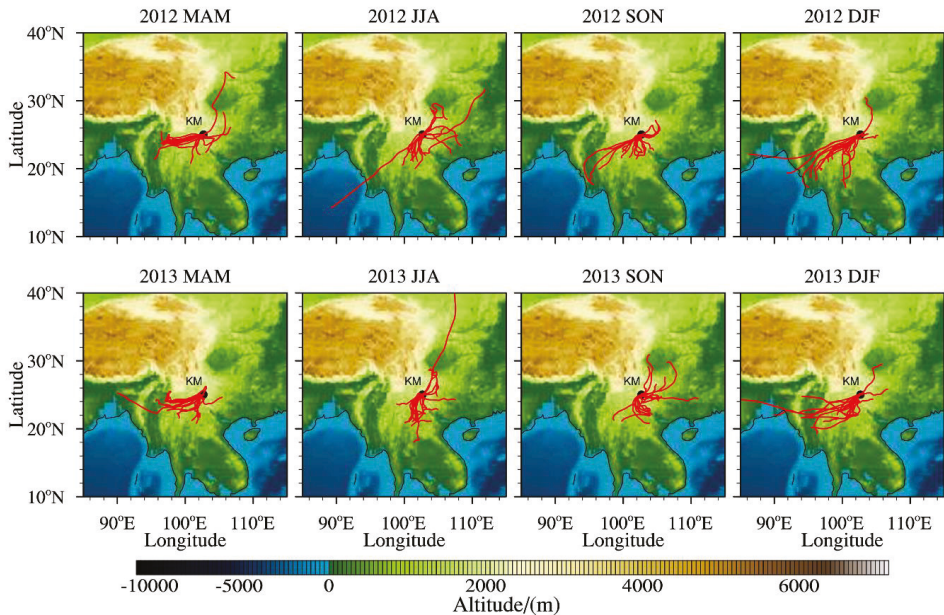 2012 MAM 2012 JJA 2012 SON 2012 DJF
40°N
30°N
20°N
10°N
Latitude
KM KM KM KM
2013 MAM 2013 JJA 2013 SON 2013 DJF
40°N
30°N
20°N
10°N
Latitude
KM KM KM KM
90°E 100°E 110°E 90°E 100°E 110°E 90°E 100°E 110°E 90°E 100°E 110°E
Longitude Longitude Longitude Longitude
-10000 -5000 0 2000 4000 6000
Altitude/(m)